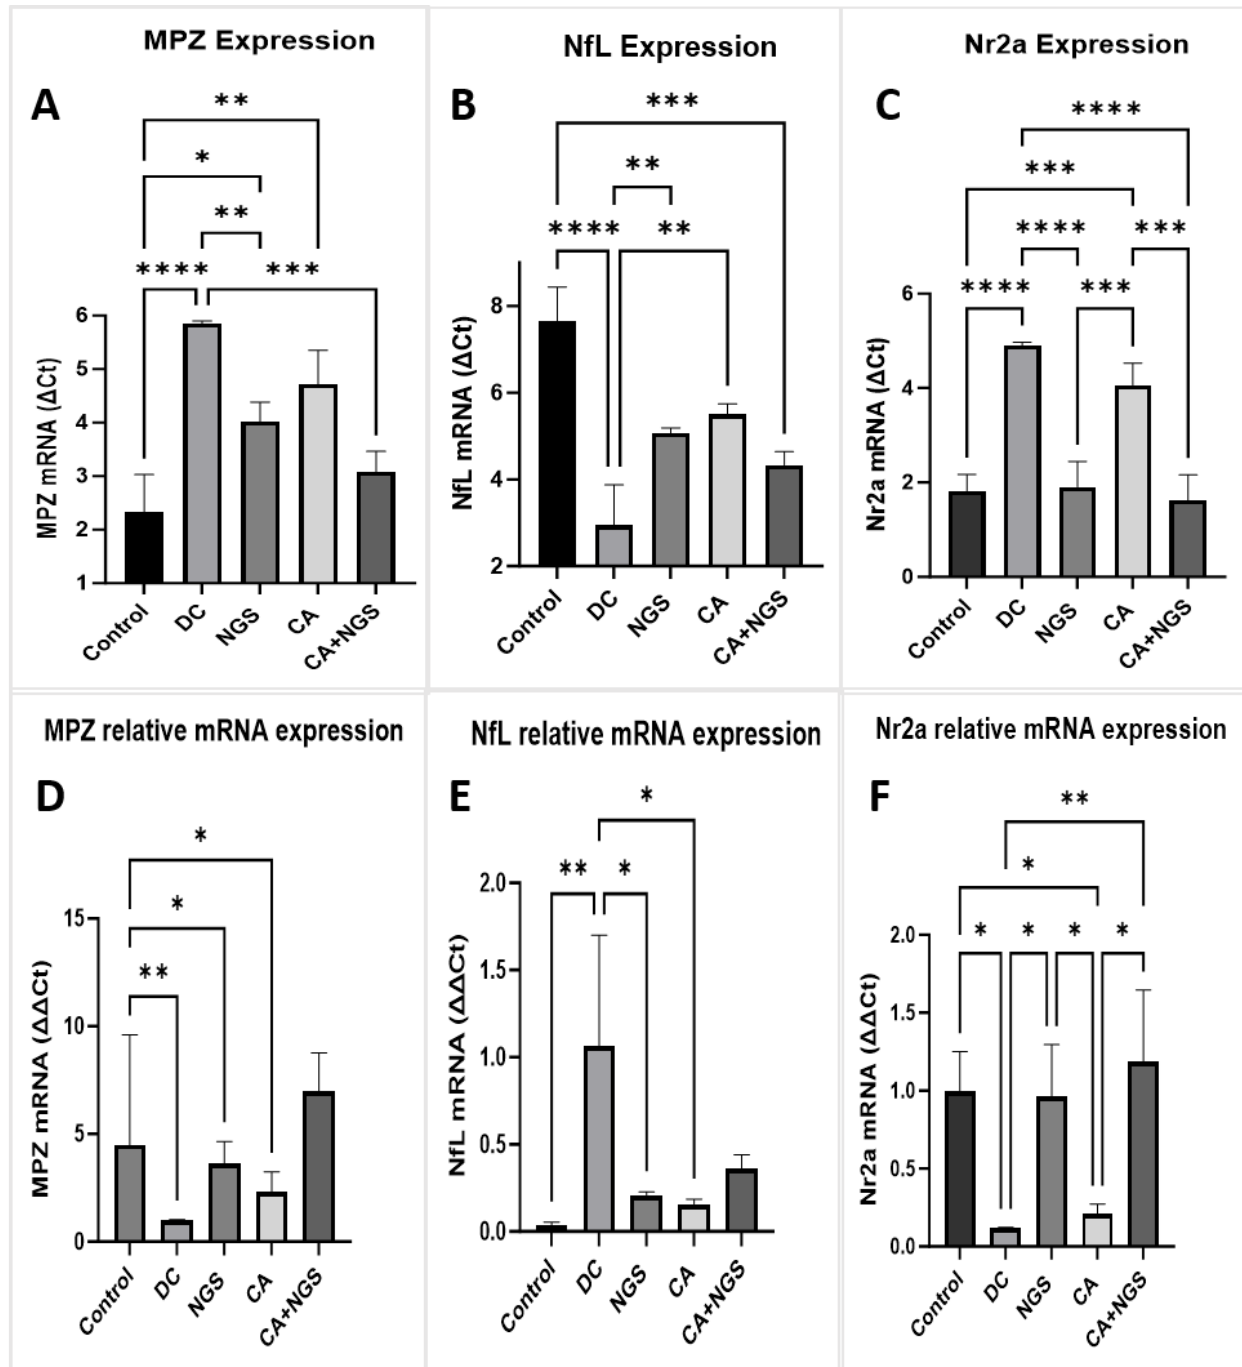 MPZ Expression
A
**
*
**
****
***
MPZ mRNA (ΔCt)
6
5
4
3
2
1
Control
DC
NGS
CA
CA+NGS
NfL Expression
B
***
**
****
**
NfL mRNA (ΔCt)
8
6
4
2
Control
DC
NGS
CA
CA+NGS
Nr2a Expression
C
****
***
****
***
****
***
Nr2a mRNA (ΔCt)
6
4
2
0
Control
DC
NGS
CA
CA+NGS
MPZ relative mRNA expression
D
*
*
**
MPZ mRNA (ΔΔCt)
15
10
5
0
Control
DC
NGS
CA
CA+NGS
NfL relative mRNA expression
E
*
**
*
NfL mRNA (ΔΔCt)
2.0
1.5
1.0
0.5
0.0
Control
DC
NGS
CA
CA+NGS
Nr2a relative mRNA expression
F
**
*
*
*
*
*
Nr2a mRNA (ΔΔCt)
2.0
1.5
1.0
0.5
0.0
Control
DC
NGS
CA
CA+NGS